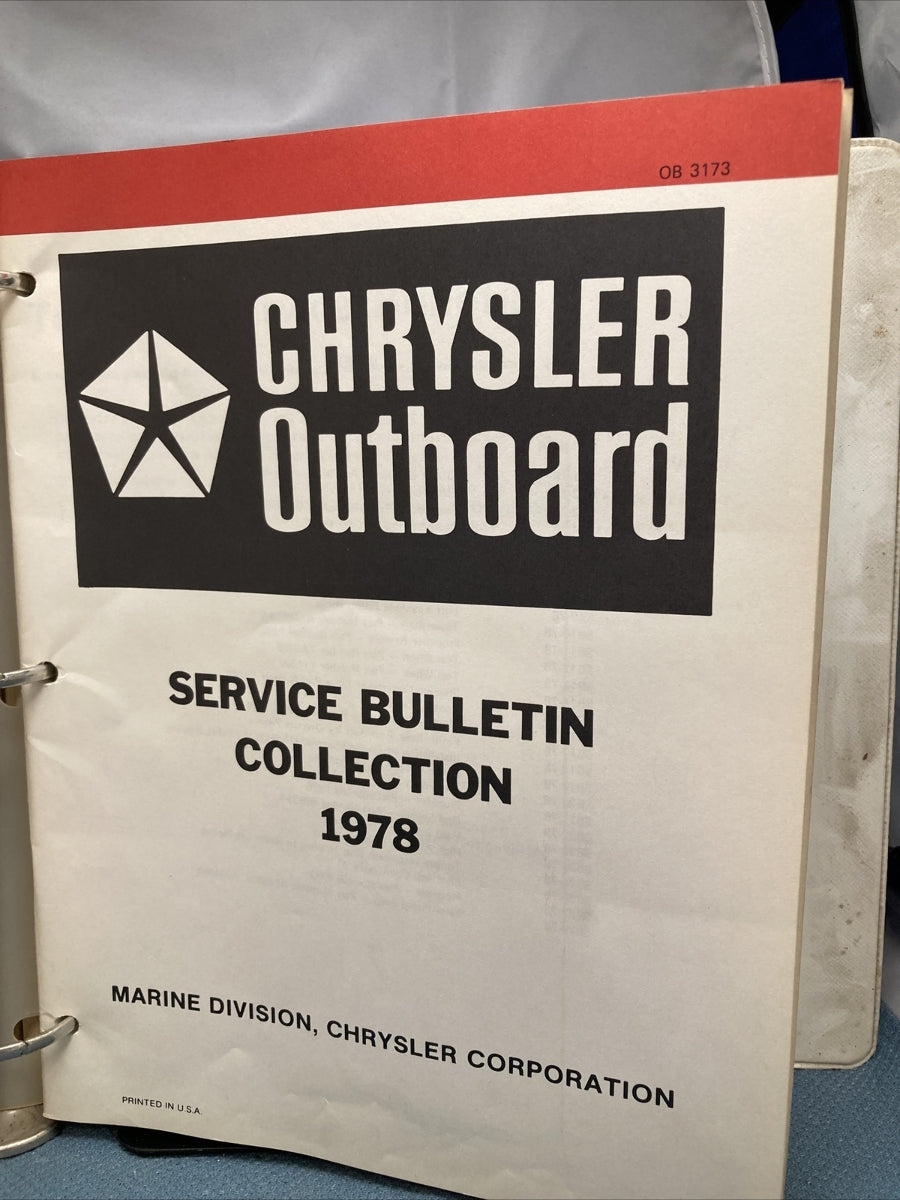 OB 3173
CHRYSLER
Outboard
SERVICE BULLETIN
COLLECTION
1978
MARINE DIVISION, CHRYSLER CORPORATION
PRINTED IN U.S.A.